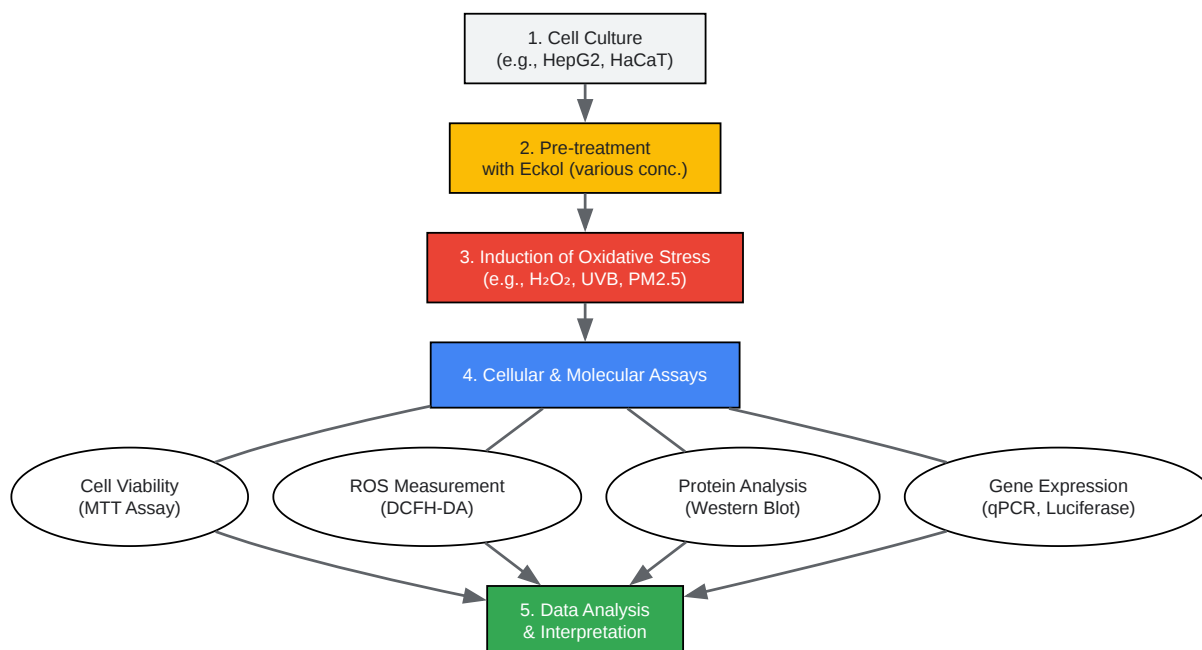 1. Cell Culture
(e.g., HepG2, HaCaT)
2. Pre-treatment
with Eckol (various conc.)
3. Induction of Oxidative Stress
(e.g., H₂O₂, UVB, PM2.5)
4. Cellular & Molecular Assays
Cell Viability
(MTT Assay)
ROS Measurement
(DCFH-DA)
Protein Analysis
(Western Blot)
Gene Expression
(qPCR, Luciferase)
5. Data Analysis
& Interpretation